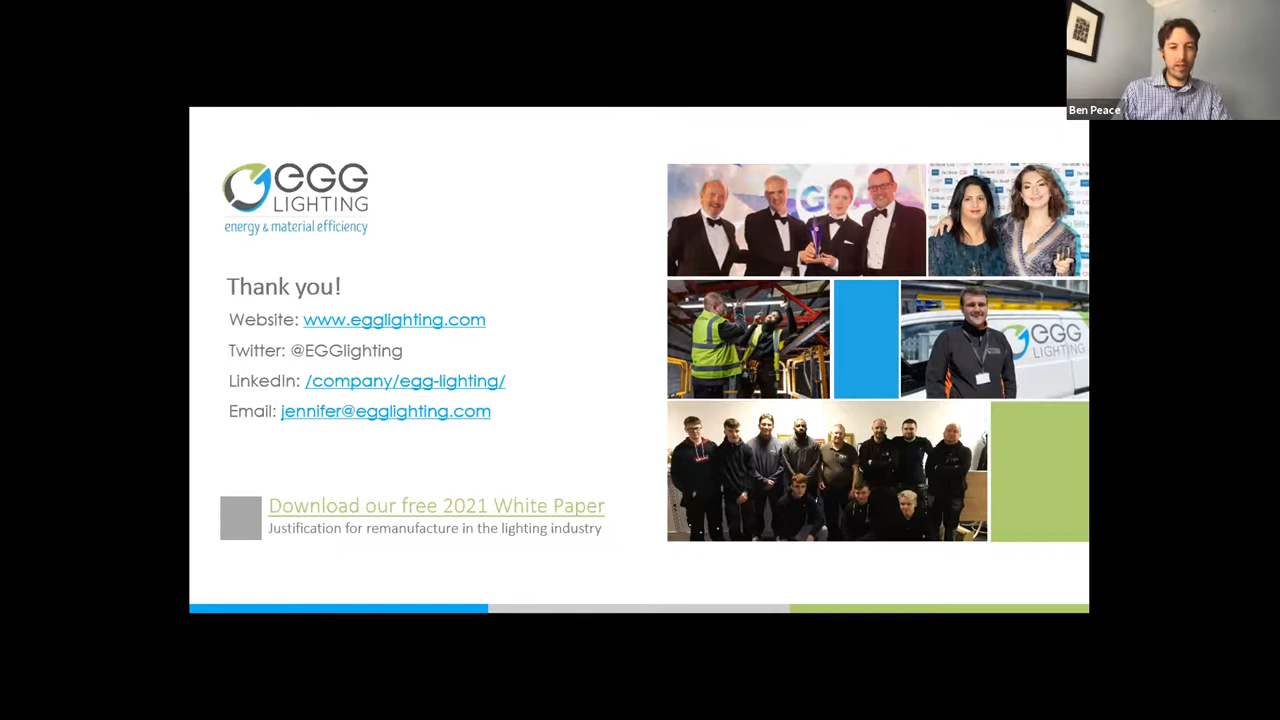 Ben Peace
EGG
LIGHTING
energy & material efficiency
Thank you!
Website: www.egglighting.com
Twitter: @EGGlighting
LinkedIn: /company/egg-lighting/
Email: jennifer@egglighting.com
Download our free 2021 White Paper
Justification for remanufacture in the lighting industry
EGG
LIGHTING